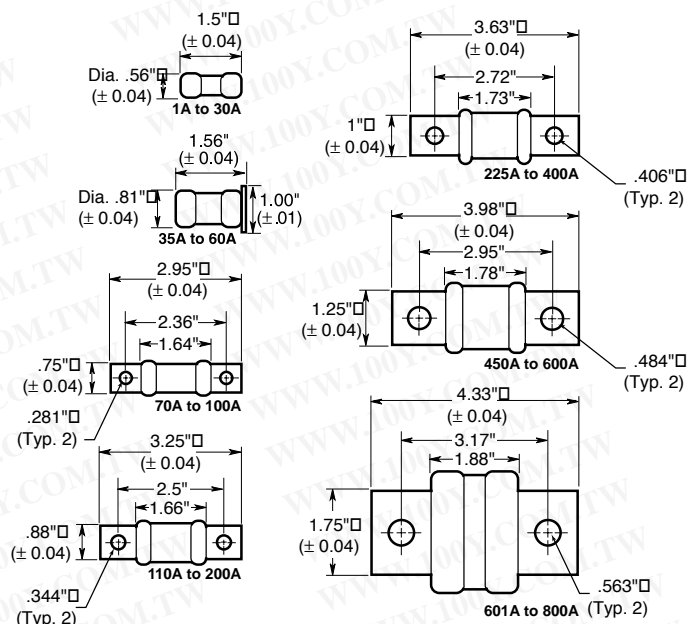 1.5"□
(± 0.04)
Dia. .56"□
(± 0.04)
1A to 30A
1.56"
(± 0.04)
Dia. .81"□
(± 0.04)
1.00"
(±.01)
35A to 60A
2.95"□
(± 0.04)
2.36"
1.64"
.75"□
(± 0.04)
70A to 100A
.281"□
(Typ. 2)
3.25"□
(± 0.04)
2.5"
1.66"
.88"□
(± 0.04)
110A to 200A
.344"□
(Typ. 2)
3.63"□
(± 0.04)
2.72"
1.73"
1"□
(± 0.04)
225A to 400A
.406"□
(Typ. 2)
3.98"□
(± 0.04)
2.95"
1.78"
1.25"□
(± 0.04)
450A to 600A
.484"□
(Typ. 2)
4.33"□
(± 0.04)
3.17"
1.88"
1.75"□
(± 0.04)
601A to 800A
.563"□
(Typ. 2)
WWW.100Y.COM.TW